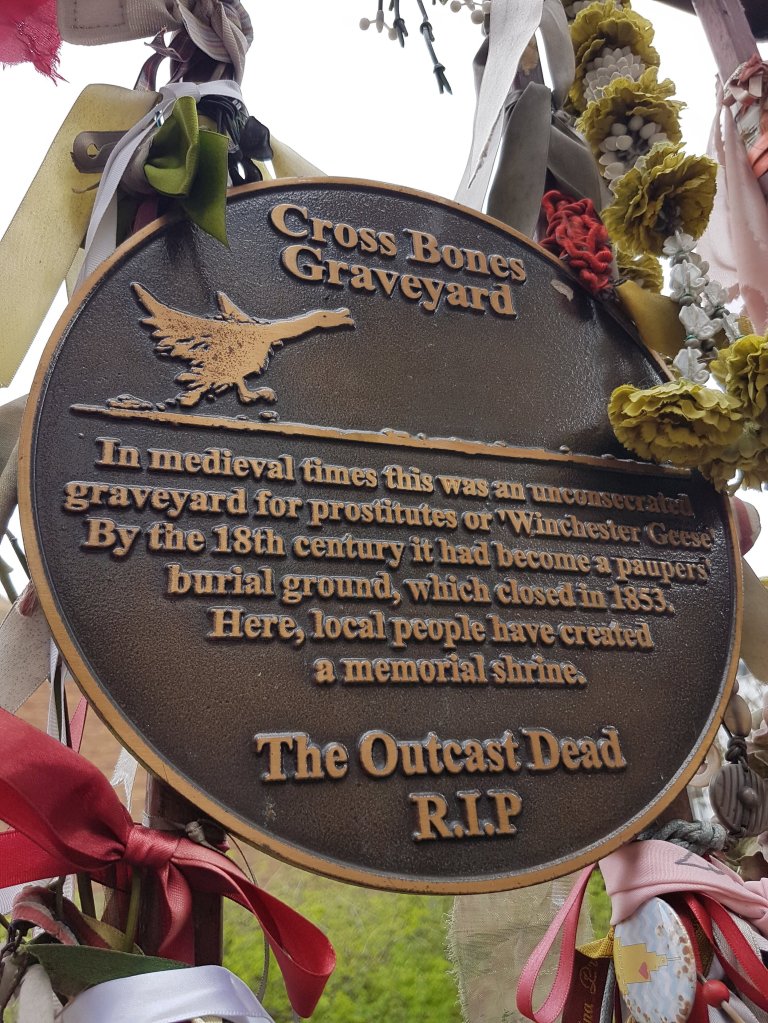 Cross Bones
Graveyard
In medieval times this was an unconsecrated
graveyard for prostitutes or 'Winchester Geese'
By the 18th century it had become a paupers'
burial ground, which closed in 1853.
Here, local people have created
a memorial shrine.
The Outcast Dead
R.I.P